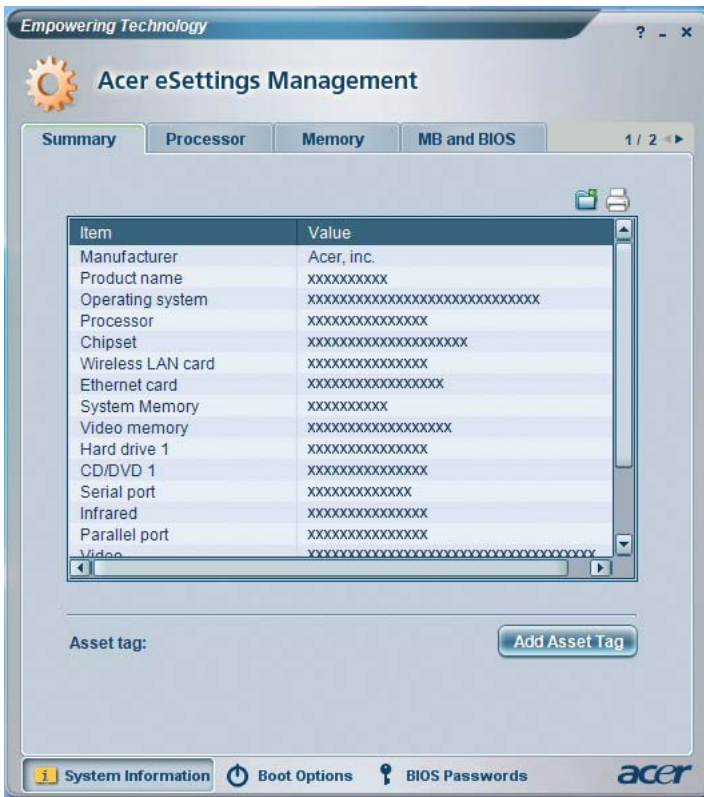 Empowering Technology
? - x
Acer eSettings Management
Summary Processor Memory MB and BIOS 1 / 2
Item Value
Manufacturer Acer, inc.
Product name xxxxxxxxxx
Operating system xxxxxxxxxxxxxxxxxxxxxxxxxxxxx
Processor xxxxxxxxxxxxxxx
Chipset xxxxxxxxxxxxxxxxxxxx
Wireless LAN card xxxxxxxxxxxxxxx
Ethernet card xxxxxxxxxxxxxxxxx
System Memory xxxxxxxxxx
Video memory xxxxxxxxxxxxxxxxxx
Hard drive 1 xxxxxxxxxxxxxxx
CD/DVD 1 xxxxxxxxxxxxxxx
Serial port xxxxxxxxxxxxx
Infrared xxxxxxxxxxxxxxx
Parallel port xxxxxxxxxxxxxxx
Video xxxxxxxxxxxxxxxxxxxxxxxxxxxxxxxxxxxx
Asset tag: Add Asset Tag
System Information Boot Options BIOS Passwords acer